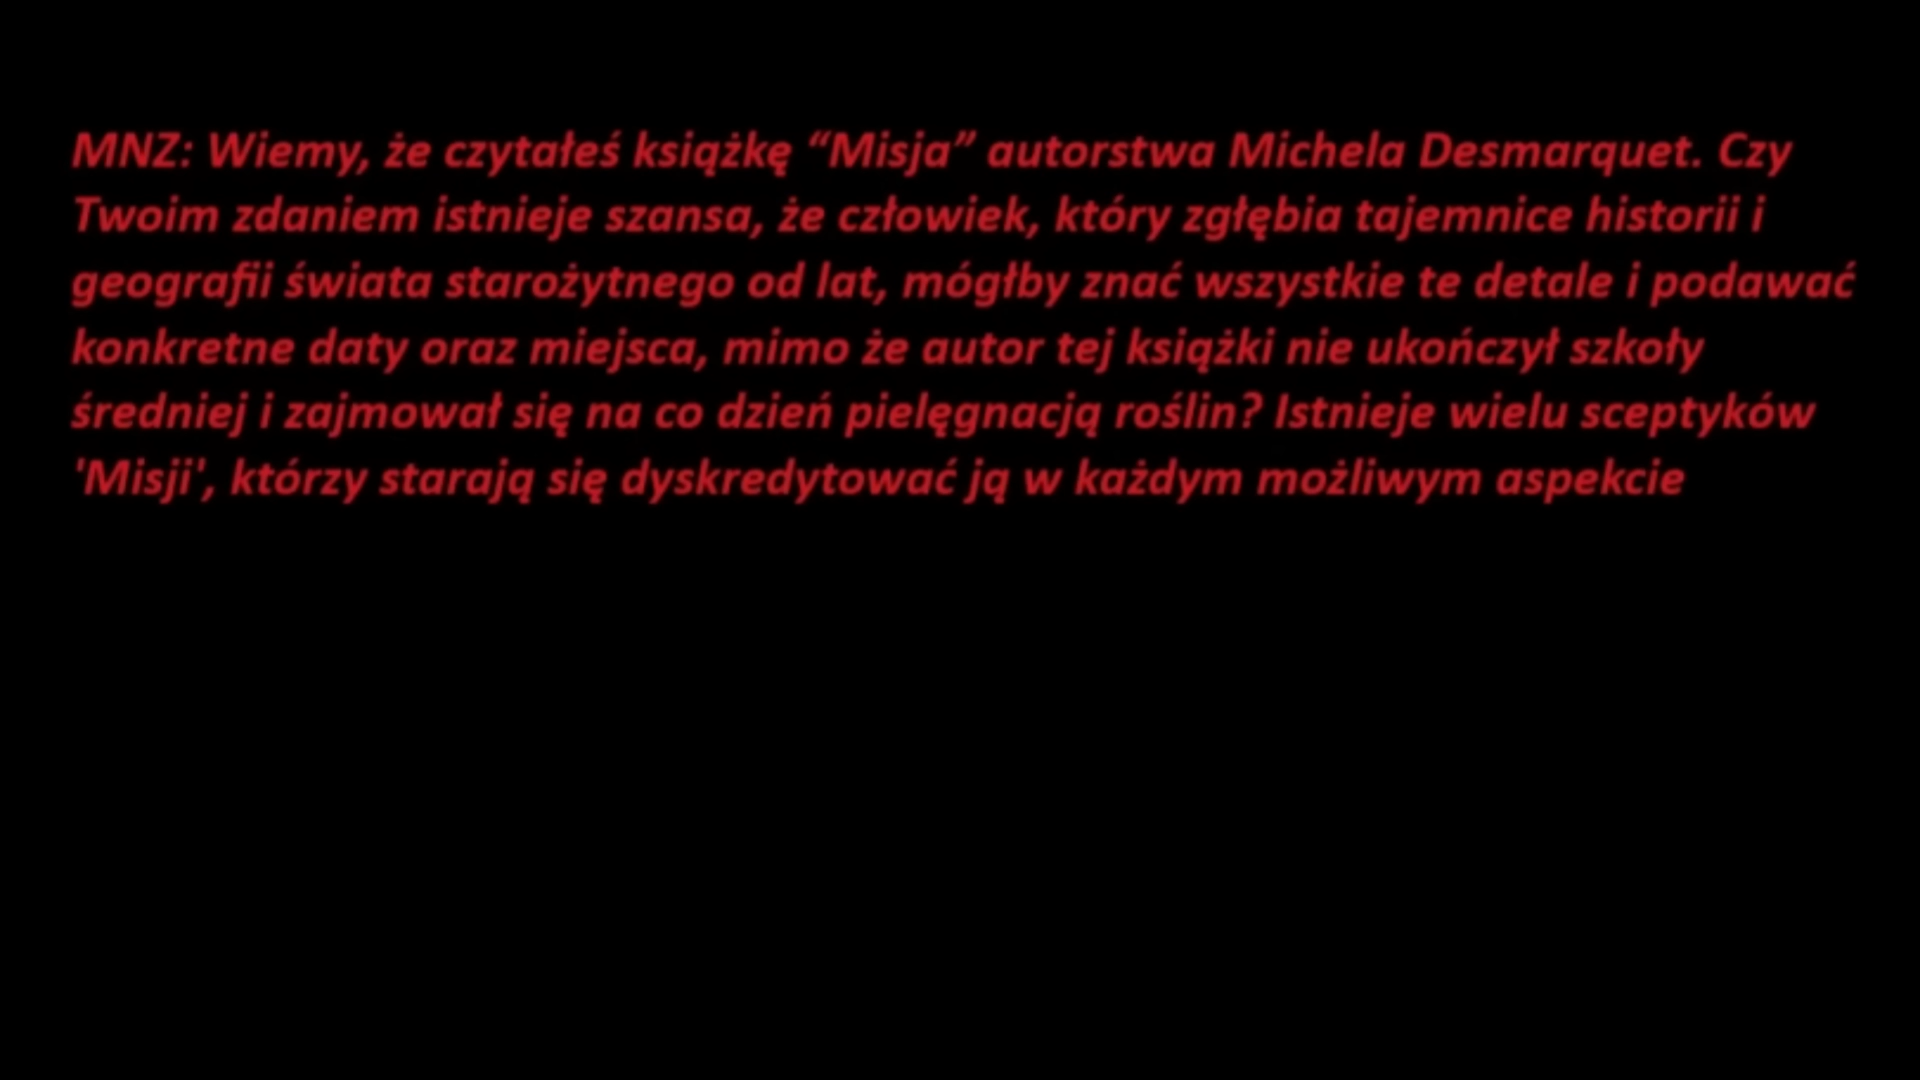 MNZ: Wiemy, że czytałeś książkę “Misja” autorstwa Michela Desmarquet. Czy
Twoim zdaniem istnieje szansa, że człowiek, który zgłębia tajemnice historii i
geografii świata starożytnego od lat, mógłby znać wszystkie te detale i podawać
konkretne daty oraz miejsca, mimo że autor tej książki nie ukończył szkoły
średniej i zajmował się na co dzień pielęgnacją roślin? Istnieje wielu sceptyków
'Misji', którzy starają się dyskredytować ją w każdym możliwym aspekcie